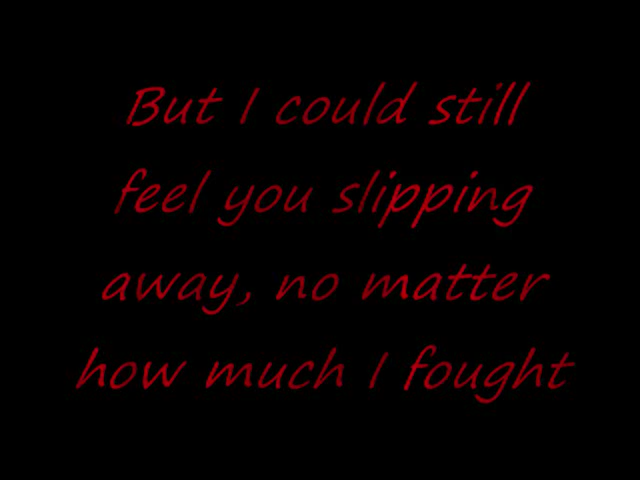 But I could still
feel you slipping
away, no matter
how much I fought